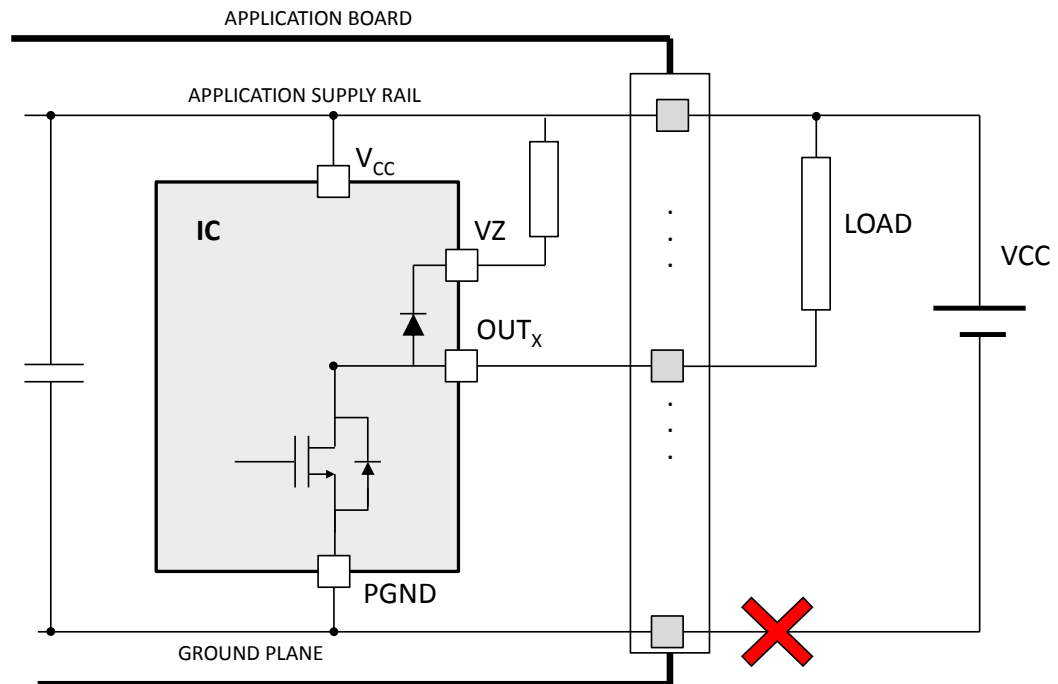 APPLICATION BOARD
APPLICATION SUPPLY RAIL
VCC
IC
VZ
LOAD
VCC
OUTX
PGND
GROUND PLANE